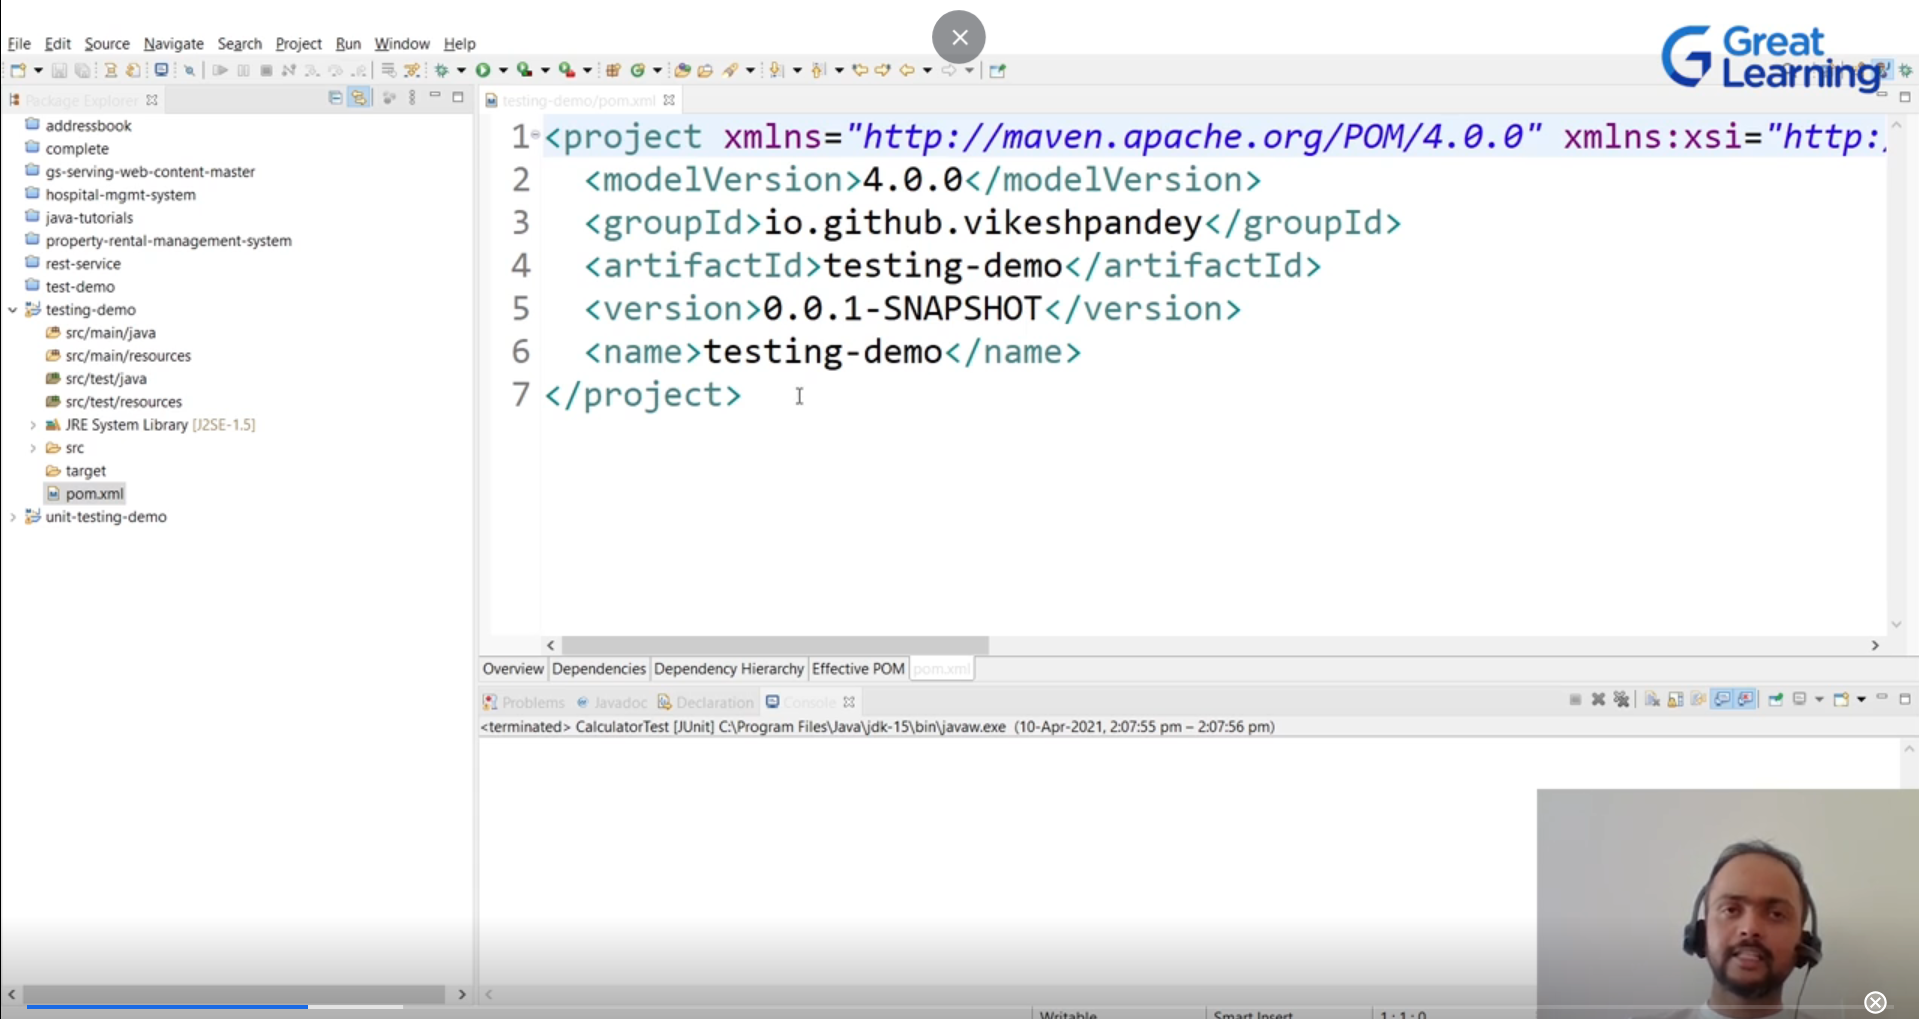 File Edit Source Navigate Search Project Run Window Help
Great Learning
Package Explorer
addressbook
complete
gs-serving-web-content-master
hospital-mgmt-system
java-tutorials
property-rental-management-system
rest-service
test-demo
testing-demo
src/main/java
src/main/resources
src/test/java
src/test/resources
JRE System Library [J2SE-1.5]
src
target
pom.xml
unit-testing-demo
testing-demo/pom.xml
1 <project xmlns="http://maven.apache.org/POM/4.0.0" xmlns:xsi="http:/
2 <modelVersion>4.0.0</modelVersion>
3 <groupId>io.github.vikeshpandey</groupId>
4 <artifactId>testing-demo</artifactId>
5 <version>0.0.1-SNAPSHOT</version>
6 <name>testing-demo</name>
7 </project>
Overview Dependencies Dependency Hierarchy Effective POM pom.xml
Problems Javadoc Declaration Console
<terminated> CalculatorTest [JUnit] C:\Program Files\Java\jdk-15\bin\javaw.exe (10-Apr-2021, 2:07:55 pm – 2:07:56 pm)
Writable Smart Insert 1 : 1 : 0